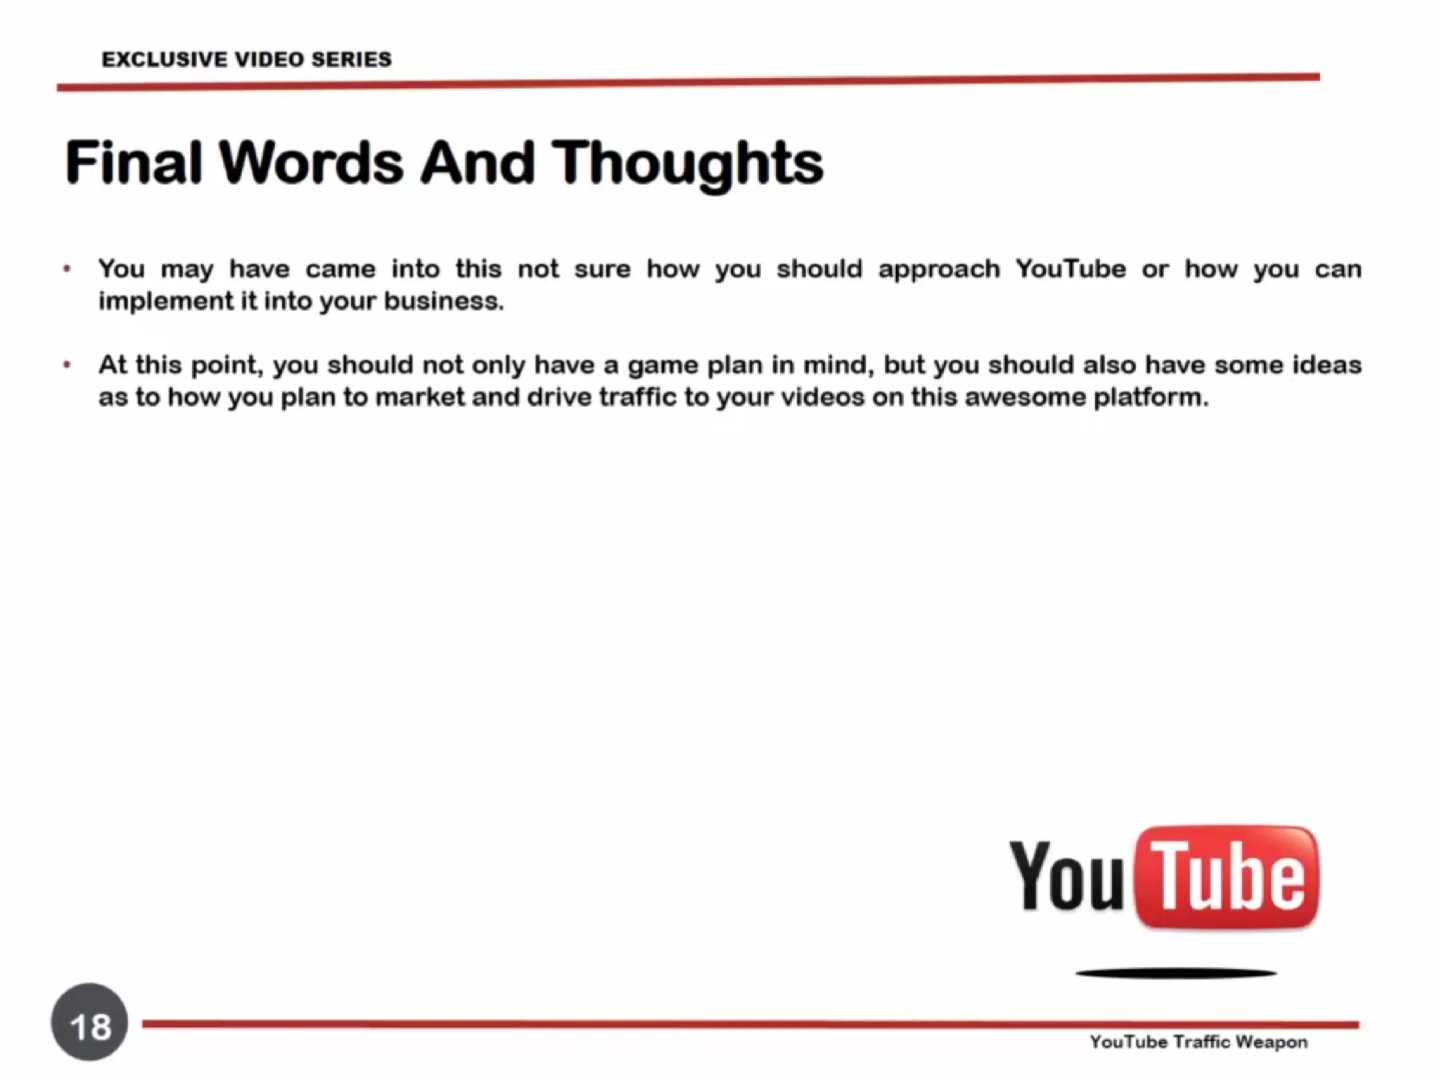 EXCLUSIVE VIDEO SERIES
Final Words And Thoughts
• You may have came into this not sure how you should approach YouTube or how you can
implement it into your business.
• At this point, you should not only have a game plan in mind, but you should also have some ideas
as to how you plan to market and drive traffic to your videos on this awesome platform.
YouTube
18
YouTube Traffic Weapon